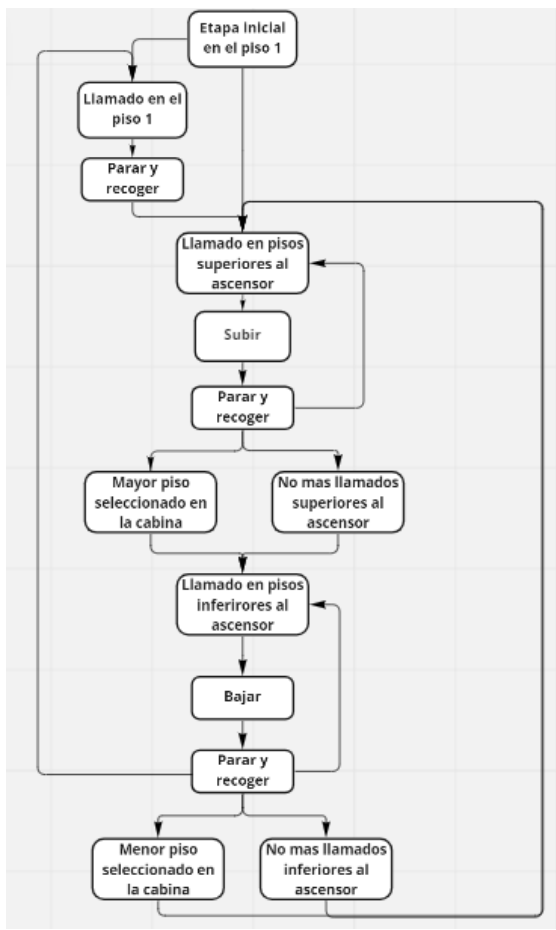 Etapa inicial
en el piso 1
Llamado en el
piso 1
Parar y
recoger
Llamado en pisos
superiores al
ascensor
Subir
Parar y
recoger
Mayor piso
seleccionado en
la cabina
No mas llamados
superiores al
ascensor
Llamado en pisos
inferirores al
ascensor
Bajar
Parar y
recoger
Menor piso
seleccionado en
la cabina
No mas llamados
inferiores al
ascensor